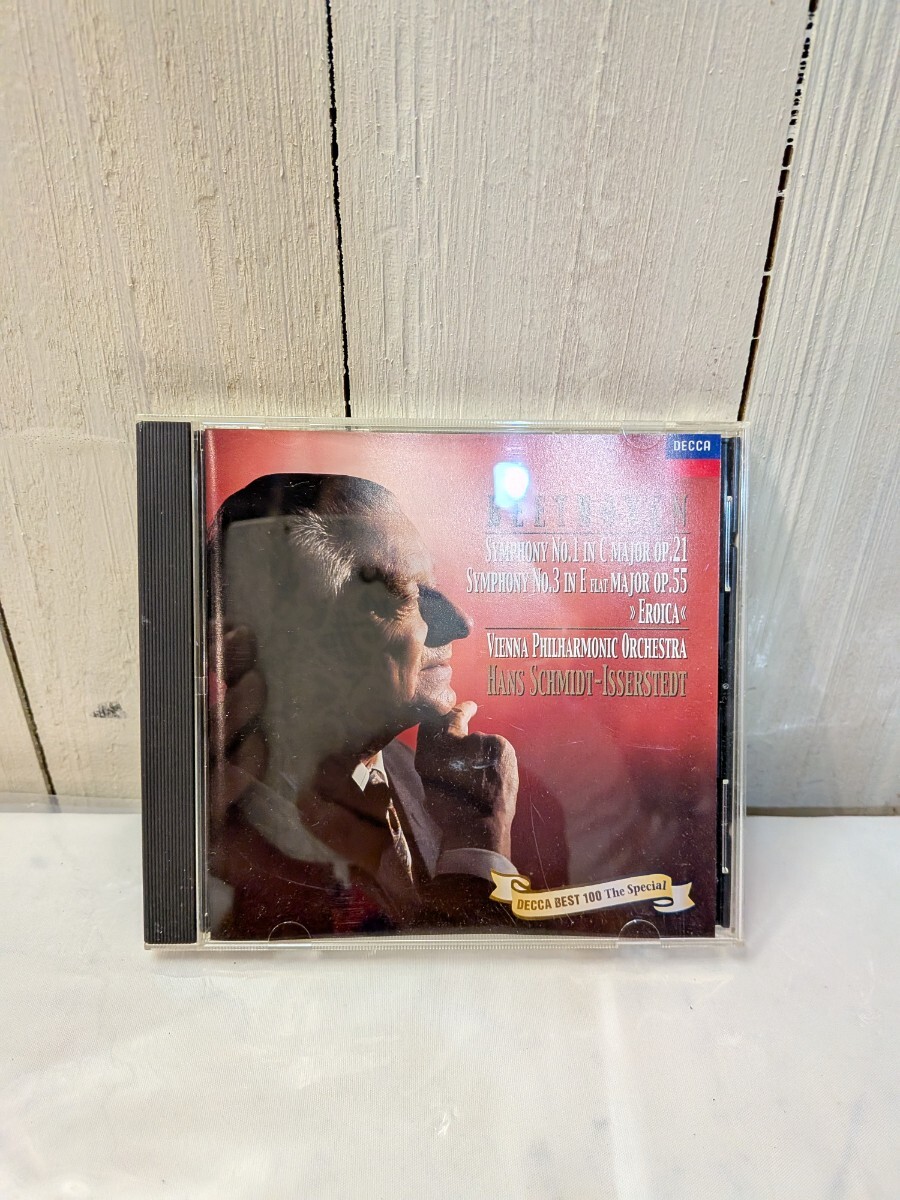 DECCA
BEETHOVEN
SYMPHONY NO.1 IN C MAJOR OP.21
SYMPHONY NO.3 IN E FLAT MAJOR OP.55
»EROICA«
VIENNA PHILHARMONIC ORCHESTRA
HANS SCHMIDT-ISSERSTEDT
DECCA BEST 100 The Special